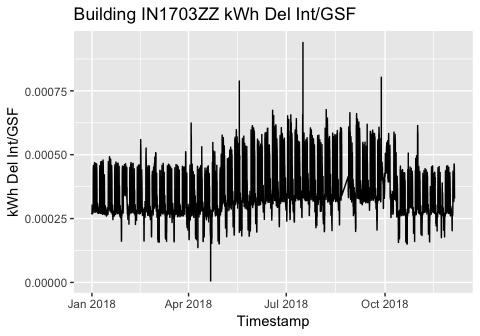 Building IN1703ZZ kWh Del Int/GSF
kWh Del Int/GSF
0.00075
0.00050
0.00025
0.00000
Jan 2018 Apr 2018 Jul 2018 Oct 2018
Timestamp